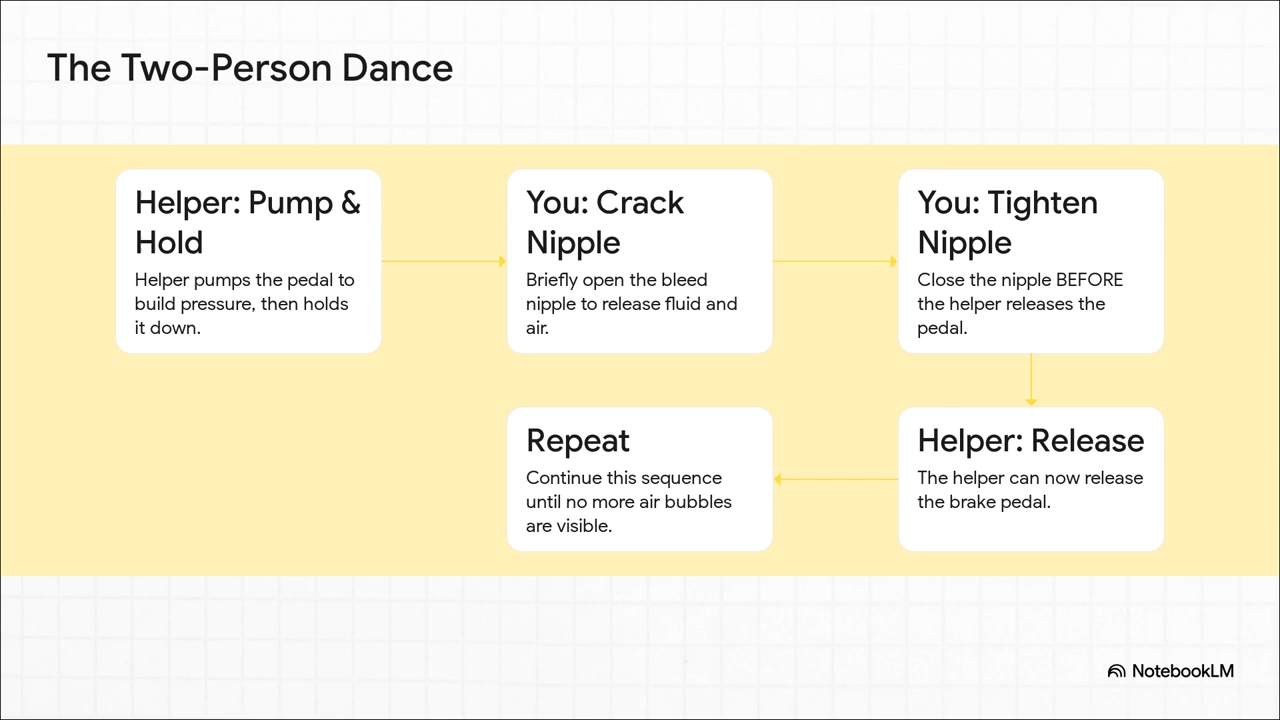 The Two-Person Dance
Helper: Pump &
Hold
Helper pumps the pedal to
build pressure, then holds
it down.
You: Crack
Nipple
Briefly open the bleed
nipple to release fluid and
air.
You: Tighten
Nipple
Close the nipple BEFORE
the helper releases the
pedal.
Helper: Release
The helper can now release
the brake pedal.
Repeat
Continue this sequence
until no more air bubbles
are visible.
NotebookLM